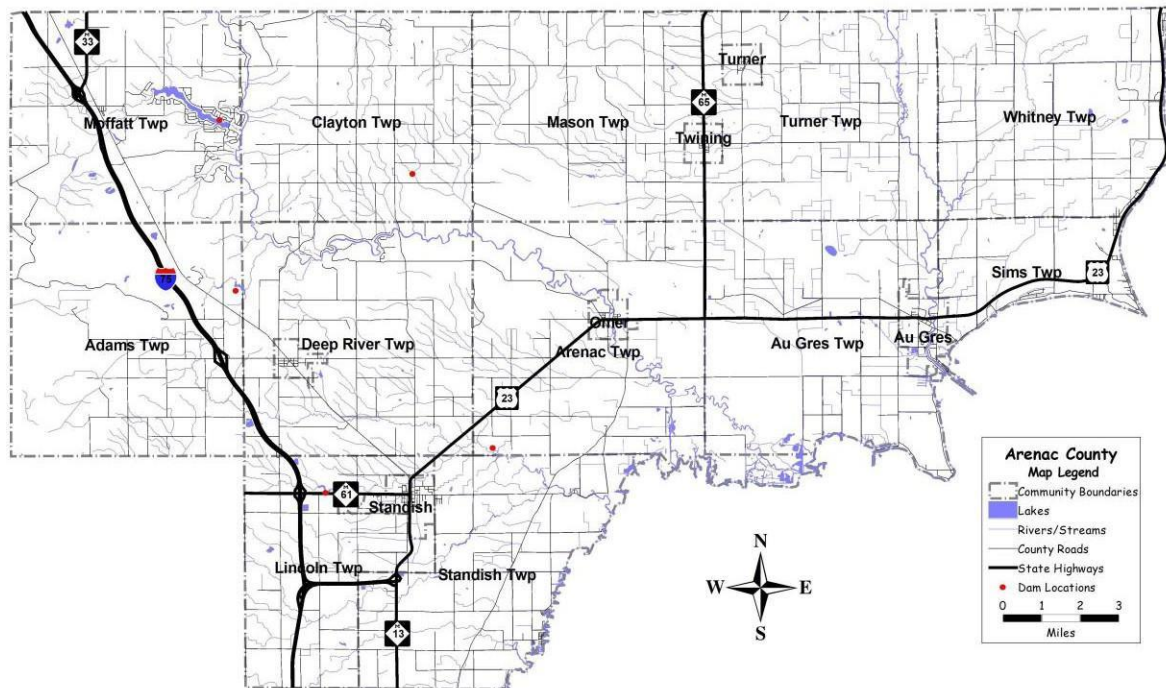 M
33
Turner
M
65
Moffatt Twp
Clayton Twp
Mason Twp
Turner Twp
Whitney Twp
Twining
75
Sims Twp
23
Omer
Adams Twp
Deep River Twp
Arenac Twp
Au Gres Twp
Au Gres
23
M
61
Standish
Lincoln Twp
Standish Twp
M
13
N
W
E
S
Arenac County
Map Legend
Community Boundaries
Lakes
Rivers/Streams
County Roads
State Highways
Dam Locations
0 1 2 3
Miles